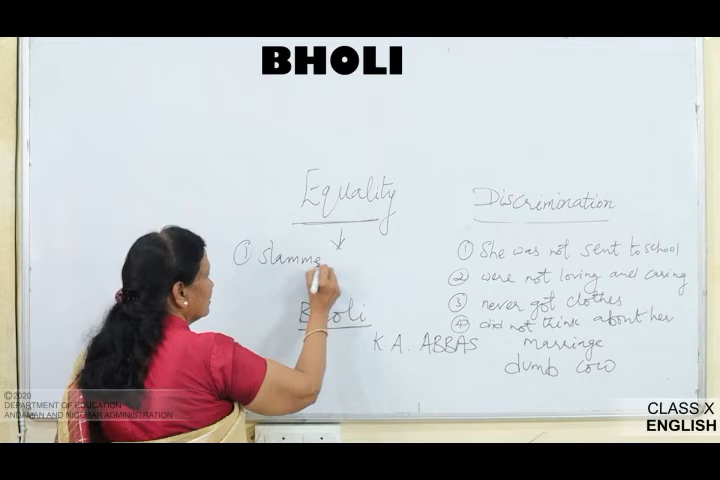 BHOLI
Equality
① stamme
Bholi
K.A. ABBAS
Discrimination
① She was not sent to school
② were not loving and caring
③ never got clothes
④ did not think about her
marriage
dumb cow
©2020
DEPARTMENT OF EDUCATION
ANDAMAN AND NICOBAR ADMINISTRATION
CLASS X
ENGLISH